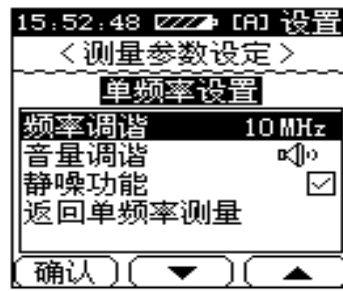 15:52:48 [A] 设置
<测量参数设定>
单频率设置
频率调谐 10MHz
音量调谐
静噪功能
返回单频率测量
确认